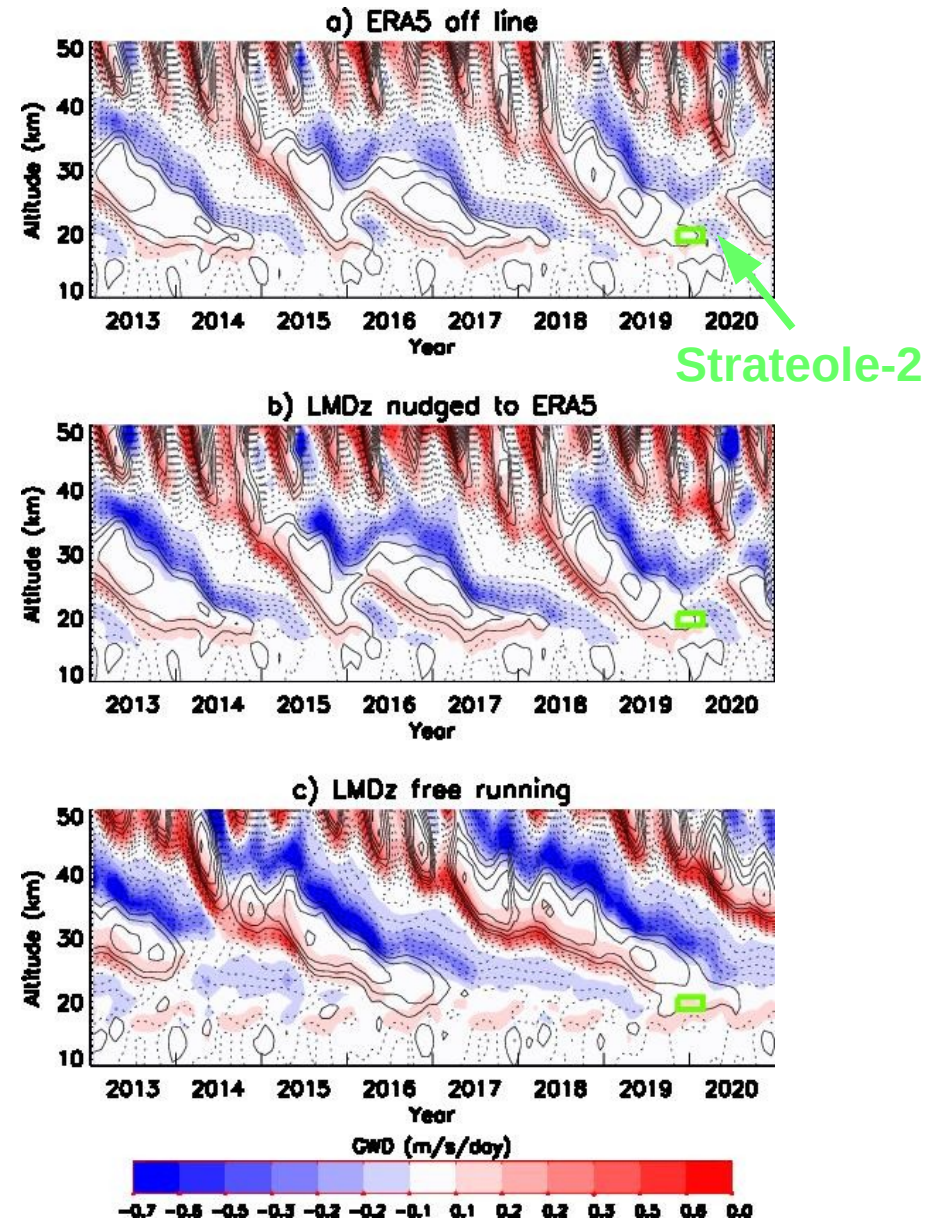 a) ERA5 off line
50
40
30
20
10
Altitude (km)
2013 2014 2015 2016 2017 2018 2019 2020
Year
Strateole-2
b) LMDz nudged to ERA5
50
40
30
20
10
Altitude (km)
2013 2014 2015 2016 2017 2018 2019 2020
Year
c) LMDz free running
50
40
30
20
10
Altitude (km)
2013 2014 2015 2016 2017 2018 2019 2020
Year
GWD (m/s/day)
-0.7 -0.6 -0.5 -0.3 -0.2 -0.2 -0.1 0.1 0.2 0.2 0.3 0.5 0.6 0.0